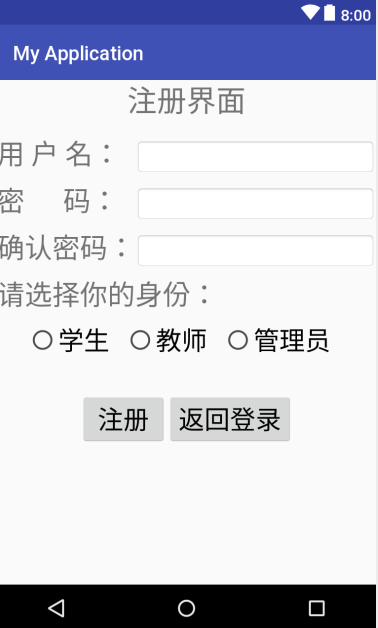 8:00
My Application
注册界面
用 户 名：
密 码：
确认密码：
请选择你的身份：
学生 教师 管理员
注册 返回登录